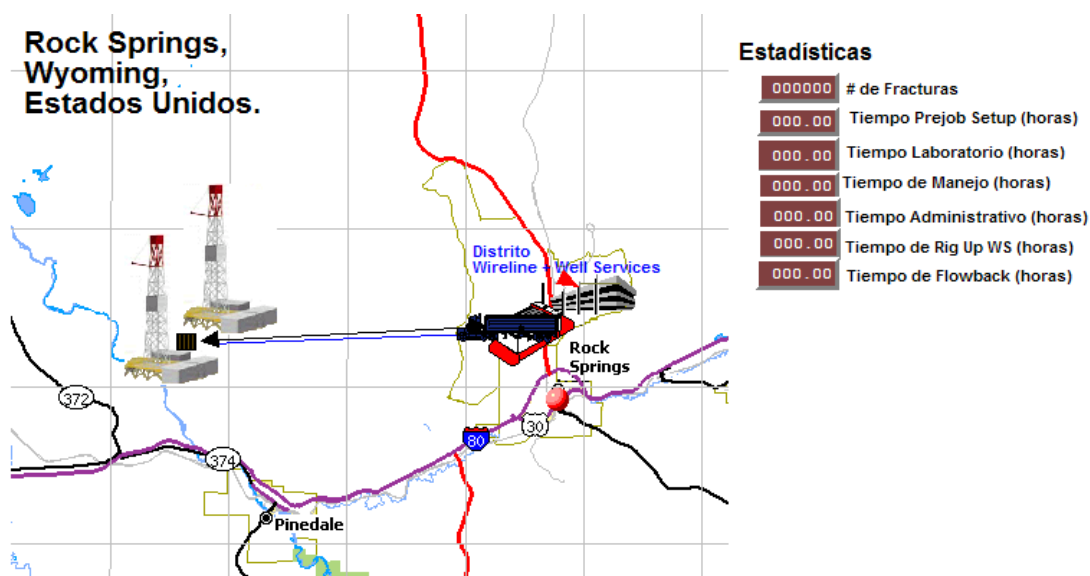 Rock Springs,
Wyoming,
Estados Unidos.
Estadísticas
000000 # de Fracturas
000.00 Tiempo Prejob Setup (horas)
000.00 Tiempo Laboratorio (horas)
000.00 Tiempo de Manejo (horas)
000.00 Tiempo Administrativo (horas)
000.00 Tiempo de Rig Up WS (horas)
000.00 Tiempo de Flowback (horas)
Distrito
Wireline + Well Services
Rock
Springs
372
30
80
374
Pinedale